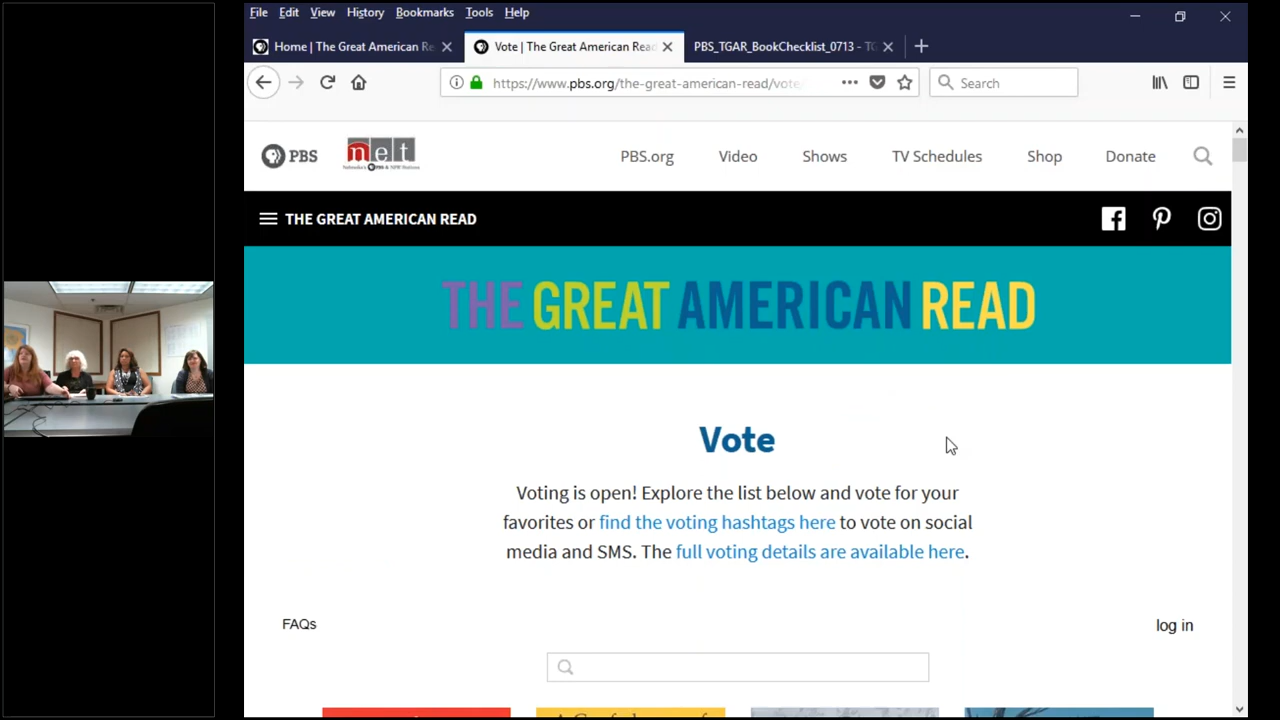 File Edit View History Bookmarks Tools Help
Home | The Great American Re
Vote | The Great American Read
PBS_TGAR_BookChecklist_0713 - TG
https://www.pbs.org/the-great-american-read/vote
Search
PBS
net
PBS.org Video Shows TV Schedules Shop Donate
THE GREAT AMERICAN READ
THE GREAT AMERICAN READ
Vote
Voting is open! Explore the list below and vote for your
favorites or find the voting hashtags here to vote on social
media and SMS. The full voting details are available here.
FAQs
log in